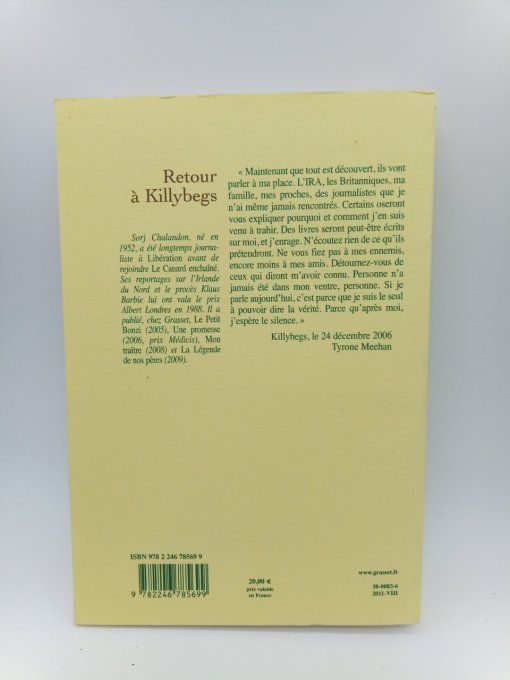 Retour
à Killybegs
Sorj Chalandon, né en
1952, a été longtemps journa-
liste à Libération avant de
rejoindre Le Canard enchaîné.
Ses reportages sur l'Irlande
du Nord et le procès Klaus
Barbie lui ont valu le prix
Albert Londres en 1988. Il a
publié, chez Grasset, Le Petit
Bonzi (2005), Une promesse
(2006, prix Médicis), Mon
traître (2008) et La Légende
de nos pères (2009).
« Maintenant que tout est découvert, ils vont
parler à ma place. L'IRA, les Britanniques, ma
famille, mes proches, des journalistes que je
n'ai même jamais rencontrés. Certains oseront
vous expliquer pourquoi et comment j'en suis
venu à trahir. Des livres seront peut-être écrits
sur moi, et j'enrage. N'écoutez rien de ce qu'ils
prétendront. Ne vous fiez pas à mes ennemis,
encore moins à mes amis. Détournez-vous de
ceux qui diront m'avoir connu. Personne n'a
jamais été dans mon ventre, personne. Si je
parle aujourd'hui, c'est parce que je suis le seul
à pouvoir dire la vérité. Parce qu'après moi,
j'espère le silence. »
Killybegs, le 24 décembre 2006
Tyrone Meehan
ISBN 978 2 246 78569 9
9 782246 785699
20,00 €
prix valable
en France
www.grasset.fr
38-0083-6
2011-VIII